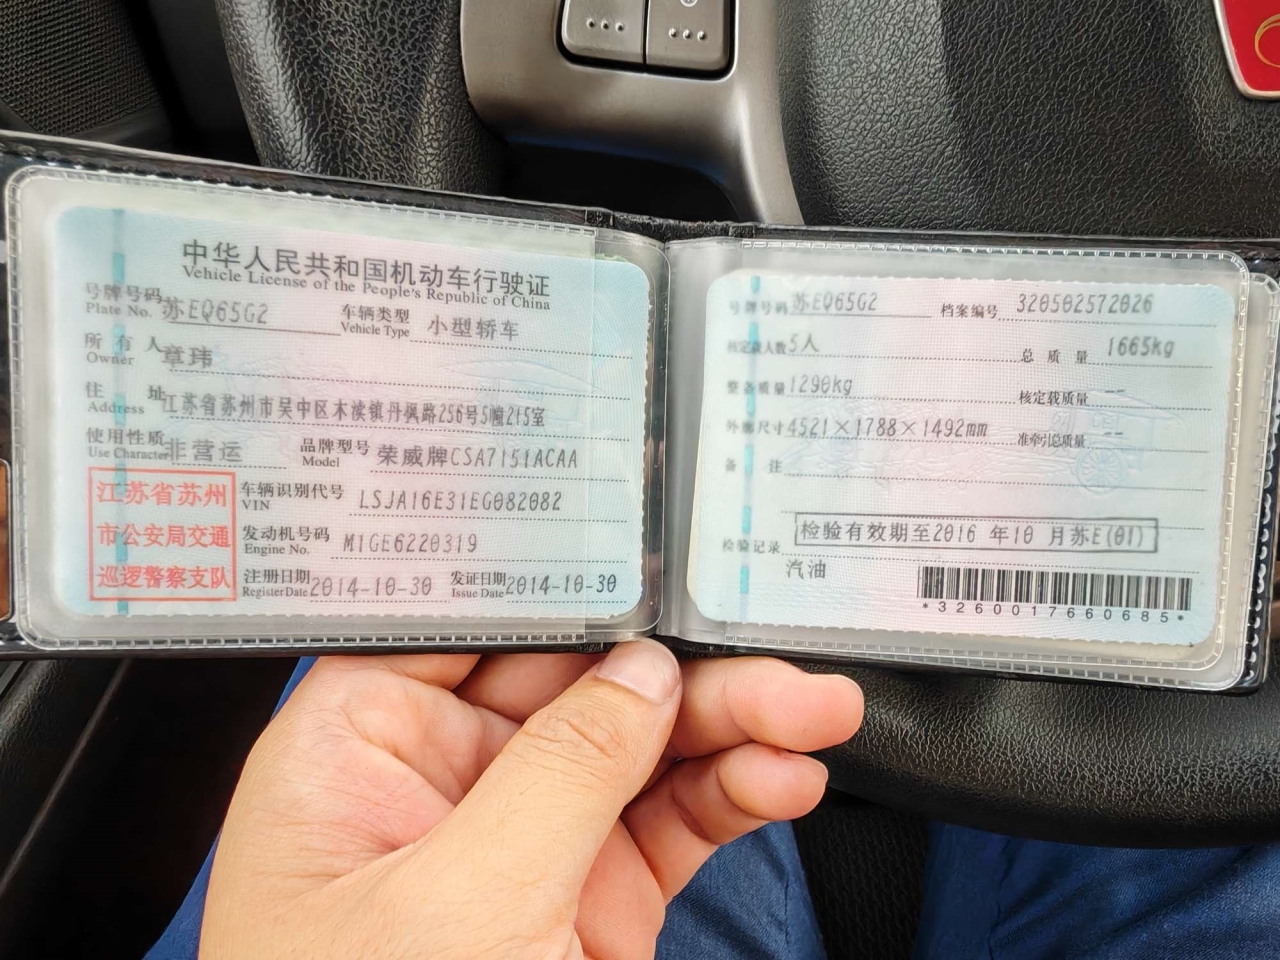 中华人民共和国机动车行驶证
Vehicle License of the People's Republic of China
号牌号码 苏EQ65G2 车辆类型 小型轿车
Plate No. Vehicle Type
所有人 章玮
Owner
住址 江苏省苏州市吴中区木渎镇丹枫路256号5幢215室
Address
使用性质 非营运 品牌型号 荣威牌CSA7151ACAA
Use Character Model
江苏省苏州
市公安局交通
巡逻警察支队
车辆识别代号 LSJA16E31EG082082
VIN
发动机号码 M1GE6220319
Engine No.
注册日期 2014-10-30 发证日期 2014-10-30
Register Date Issue Date
号牌号码 苏EQ65G2 档案编号 320502572026
核定载人数 5人 总质量 1665kg
整备质量 1290kg 核定载质量 --
外廓尺寸 4521×1788×1492mm 准牵引总质量 --
备注
检验有效期至2016 年10 月苏E(01)
检验记录
汽油
*3260017660685*